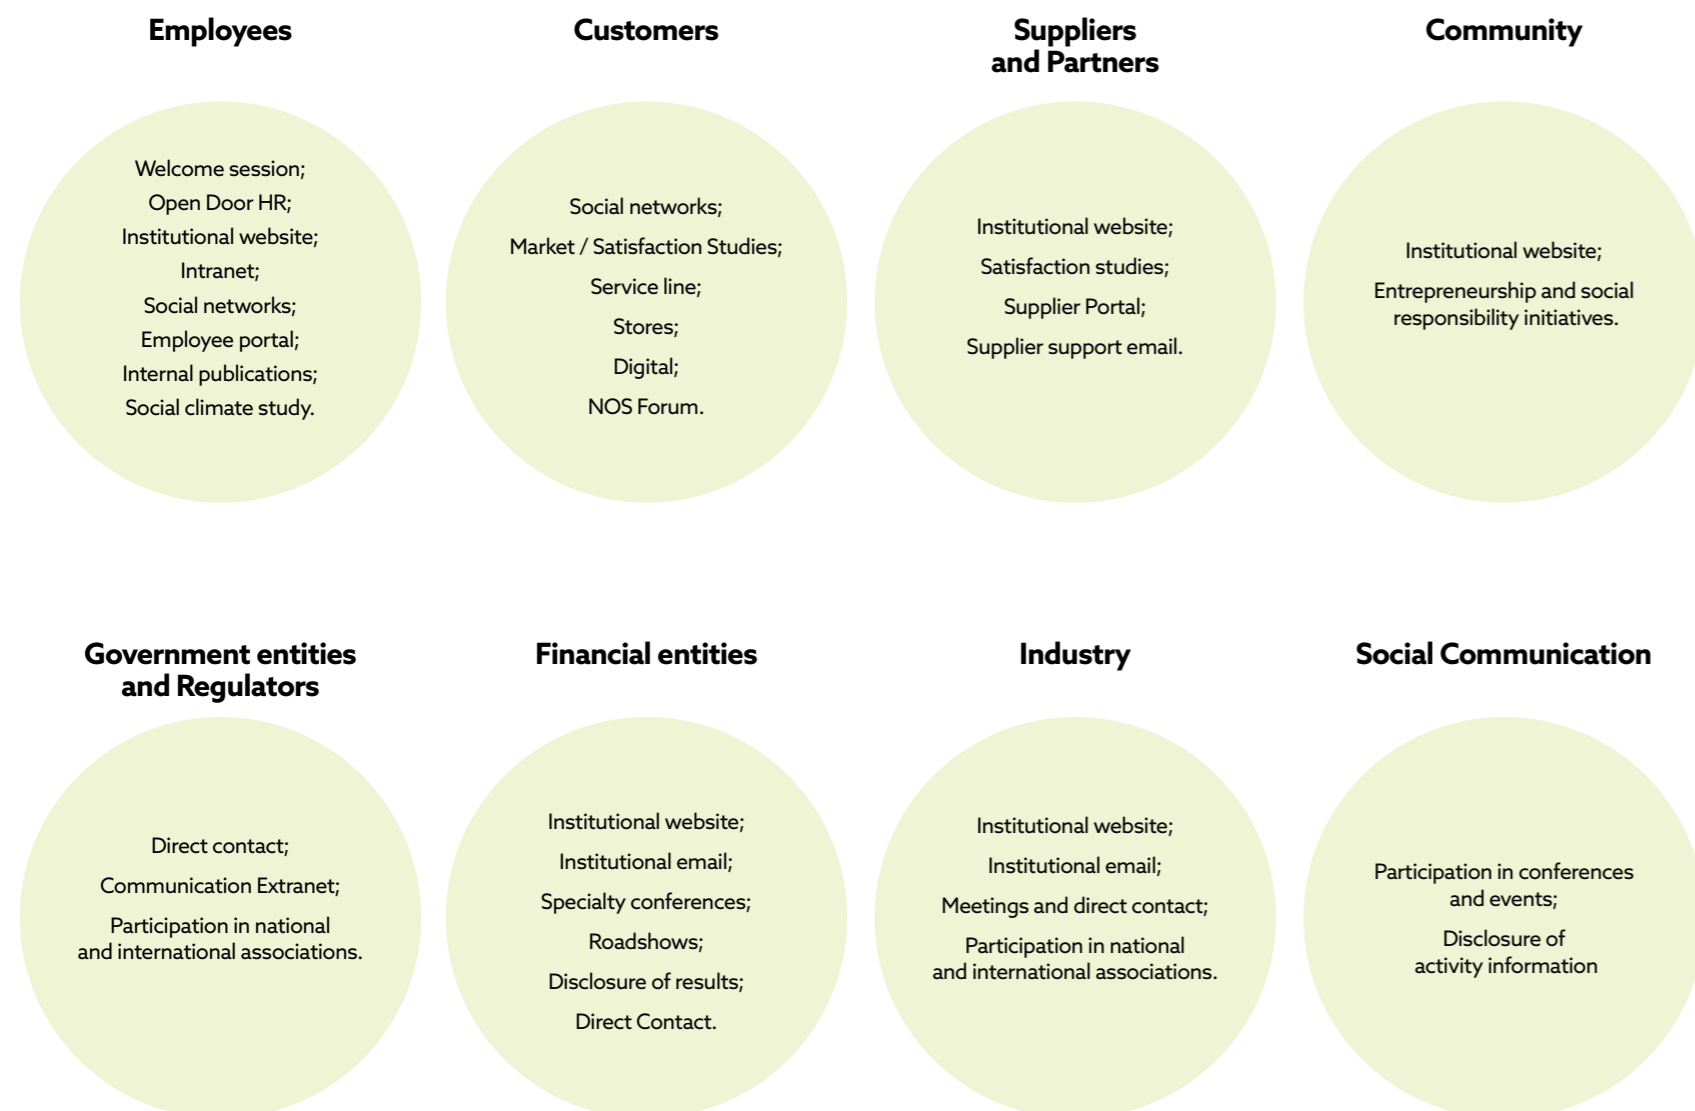 Employees
Welcome session;
Open Door HR;
Institutional website;
Intranet;
Social networks;
Employee portal;
Internal publications;
Social climate study.
Customers
Social networks;
Market / Satisfaction Studies;
Service line;
Stores;
Digital;
NOS Forum.
Suppliers
and Partners
Institutional website;
Satisfaction studies;
Supplier Portal;
Supplier support email.
Community
Institutional website;
Entrepreneurship and social
responsibility initiatives.
Government entities
and Regulators
Direct contact;
Communication Extranet;
Participation in national
and international associations.
Financial entities
Institutional website;
Institutional email;
Specialty conferences;
Roadshows;
Disclosure of results;
Direct Contact.
Industry
Institutional website;
Institutional email;
Meetings and direct contact;
Participation in national
and international associations.
Social Communication
Participation in conferences
and events;
Disclosure of
activity information